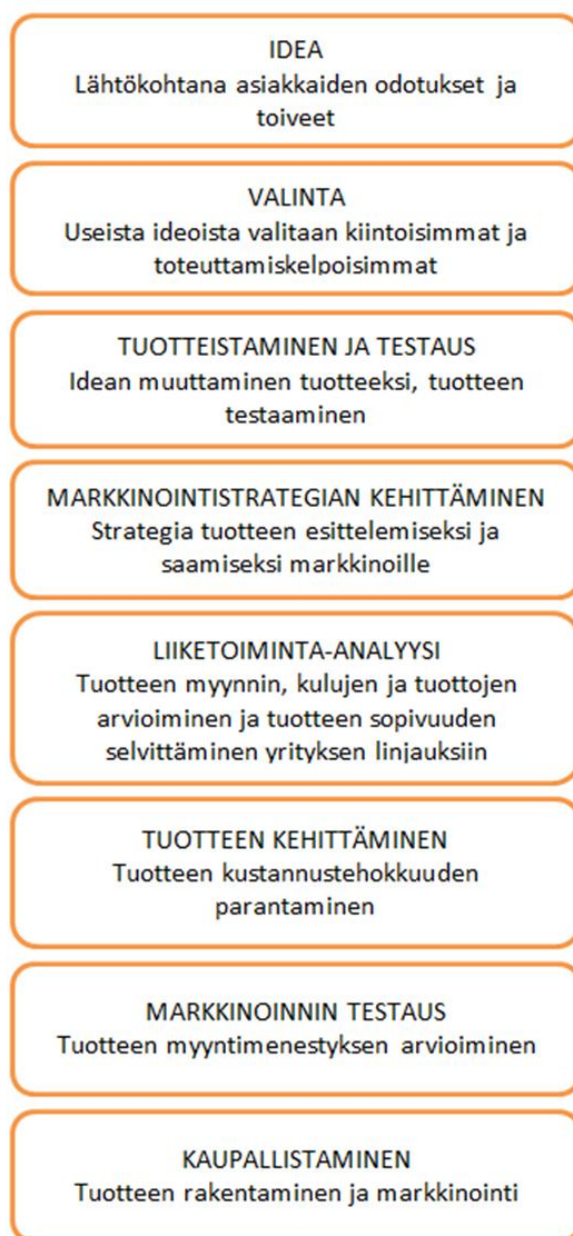 IDEA
Lähtökohtana asiakkaiden odotukset ja
toiveet
VALINTA
Useista ideoista valitaan kiintoisimmat ja
toteuttamiskelpoisimmat
TUOTTEISTAMINEN JA TESTAUS
Idean muuttaminen tuotteeksi, tuotteen
testaaminen
MARKKINOINTISTRATEGIAN KEHITTÄMINEN
Strategia tuotteen esittelemiseksi ja
saamiseksi markkinoille
LIIKETOIMINTA-ANALYYSI
Tuotteen myynnin, kulujen ja tuottojen
arvioiminen ja tuotteen sopivuuden
selvittäminen yrityksen linjauksiin
TUOTTEEN KEHITTÄMINEN
Tuotteen kustannustehokkuuden
parantaminen
MARKKINOINNIN TESTAUS
Tuotteen myyntimenestyksen arvioiminen
KAUPALLISTAMINEN
Tuotteen rakentaminen ja markkinointi